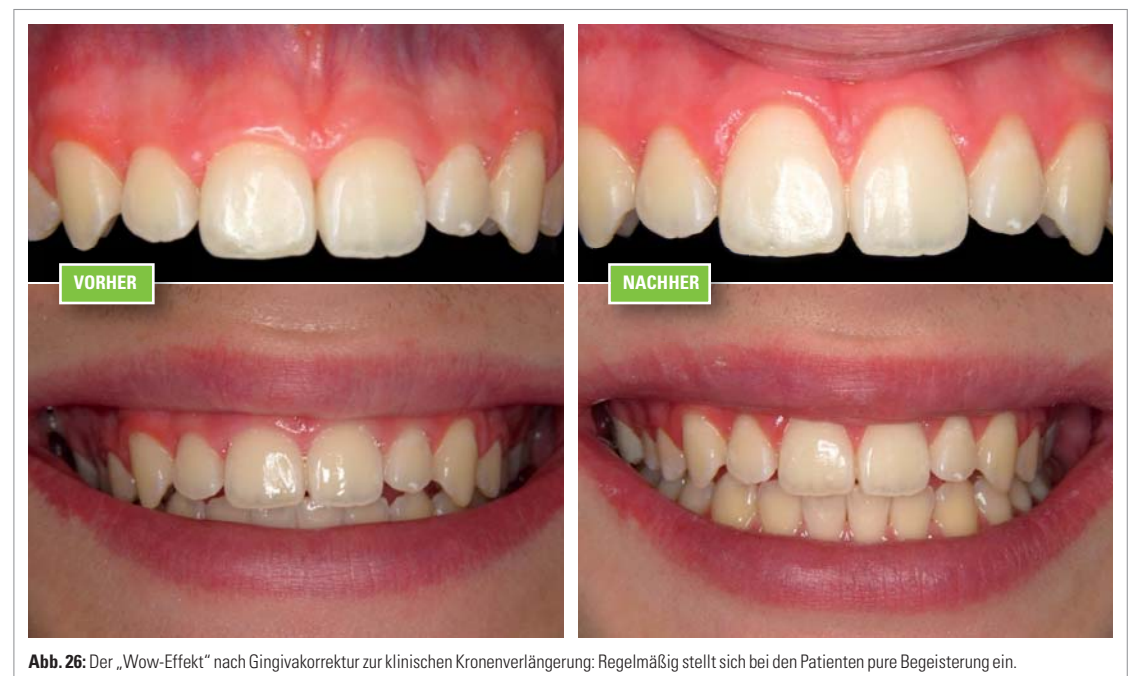 VORHER
NACHHER
Abb. 26: Der „Wow-Effekt“ nach Gingivakorrektur zur klinischen Kronenverlängerung: Regelmäßig stellt sich bei den Patienten pure Begeisterung ein.